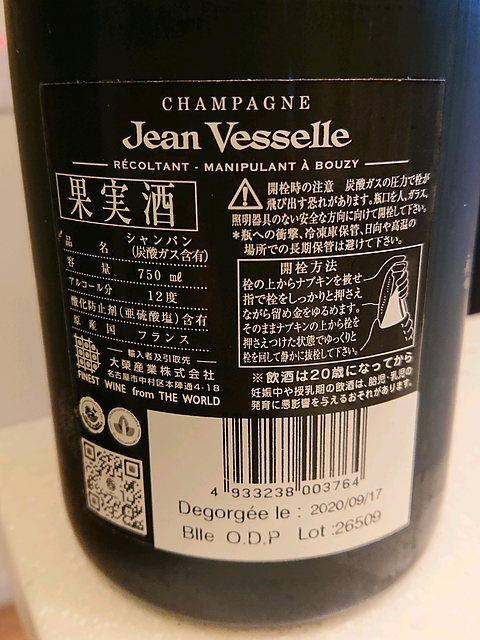 CHAMPAGNE
Jean Vesselle
RÉCOLTANT - MANIPULANT À BOUZY
果実酒
品名 シャンパン
(炭酸ガス含有)
容量 750 ml
アルコール分 12度
酸化防止剤(亜硫酸塩)含有
原産国 フランス
輸入者及引取先
大榮産業株式会社
名古屋市中村区本陣通4-18
FINEST WINE from THE WORLD
開栓時の注意 炭酸ガスの圧力で栓が
飛び出す恐れがあります。瓶口を人、ガラス、
照明器具のない安全な方向に向けて開栓して下さい。
*瓶への衝撃、冷凍庫保管、日向や高温の
場所での長期保管は避けて下さい。
開栓方法
栓の上からナプキンを被せ
指で栓をしっかりと押さえ
ながら留め金をゆるめます。
そのままナプキンの上から栓を
押さえつけた状態でゆっくりと
栓を回して静かに抜栓して下さい。
※飲酒は20歳になってから
妊娠中や授乳期の飲酒は、胎児・乳児の
発育に悪影響を与えるおそれがあります。
4 933238 003764
Degorgée le : 2020/09/17
Blle O.D.P Lot :26509